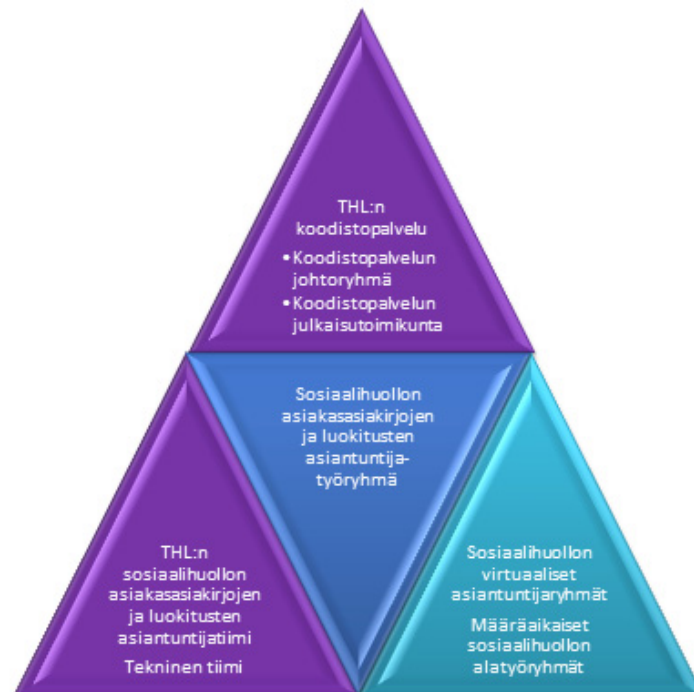 THL:n
koodistopalvelu
•Koodistopalvelun
johtoryhmä
•Koodistopalvelun
julkaisutoimikunta
Sosiaalihuollon
asiakasasiakirjojen
ja luokitusten
asiantuntija-
työryhmä
THL:n
sosiaalihuollon
asiakasasiakirjojen
ja luokitusten
asiantuntijatiimi
Tekninen tiimi
Sosiaalihuollon
virtuaaliset
asiantuntijaryhmät
Määräaikaiset
sosiaalihuollon
alatyöryhmät